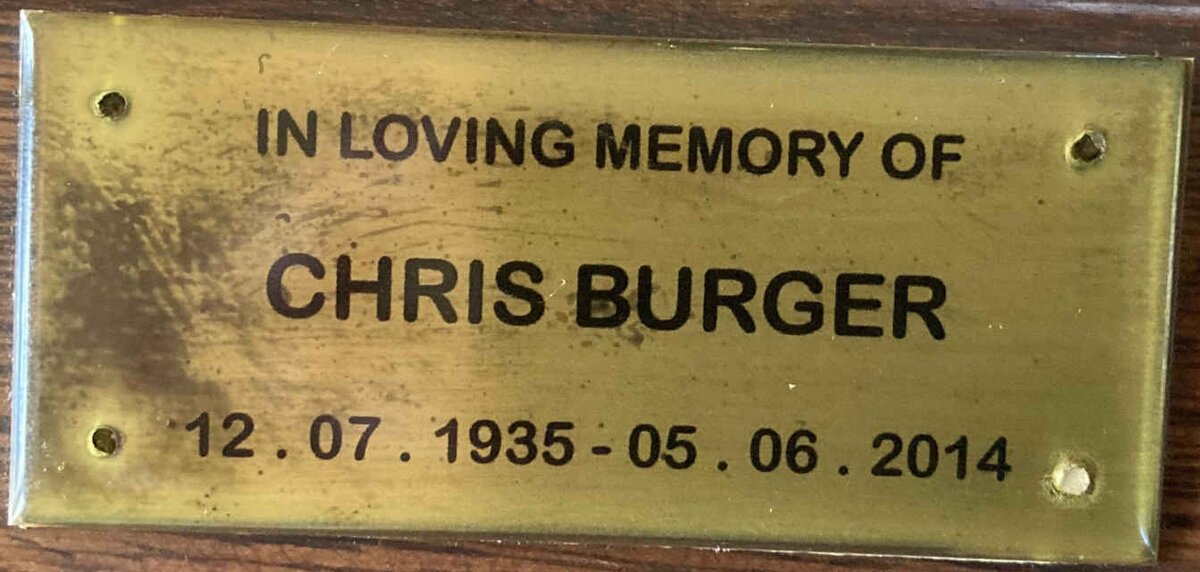 IN LOVING MEMORY OF
CHRIS BURGER
12 . 07 . 1935 - 05 . 06 . 2014